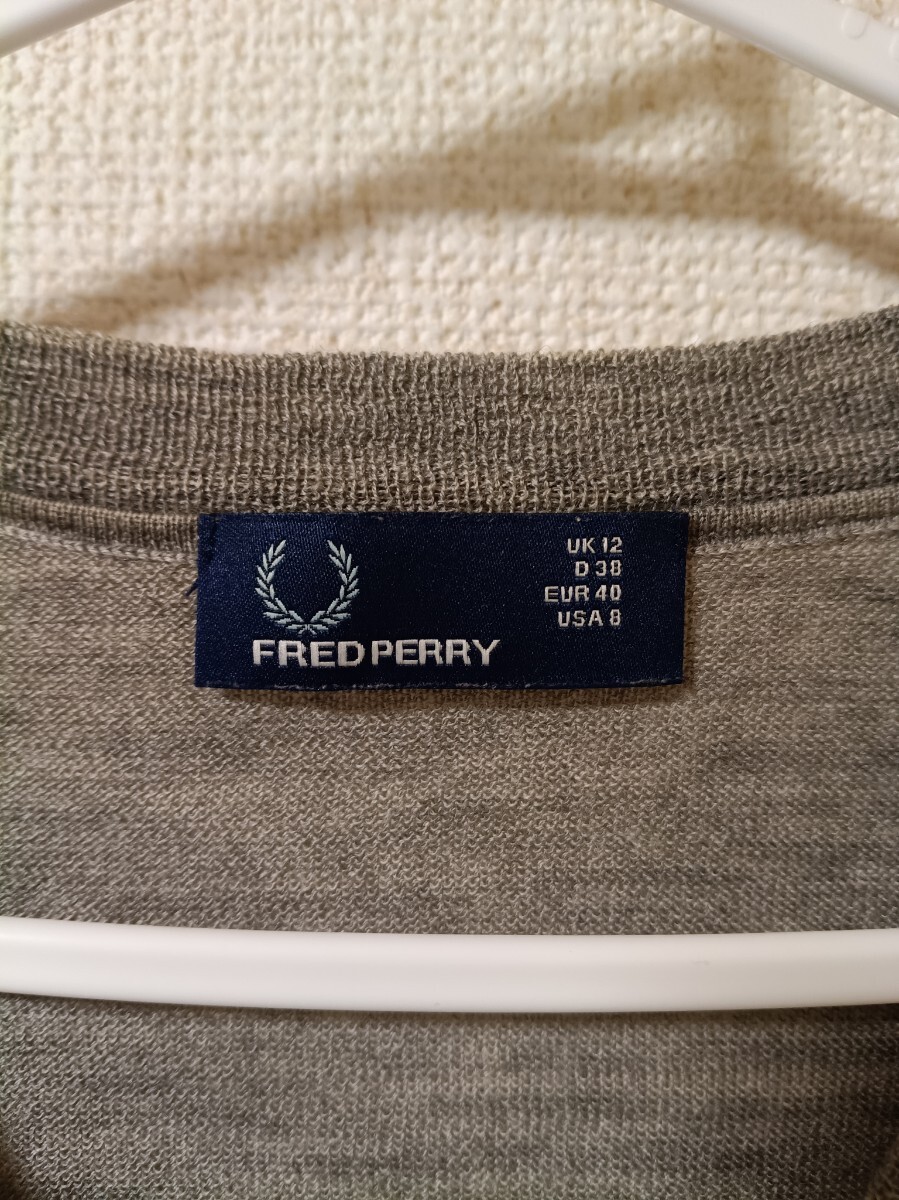 UK 12
D 38
EUR 40
USA 8
FRED PERRY